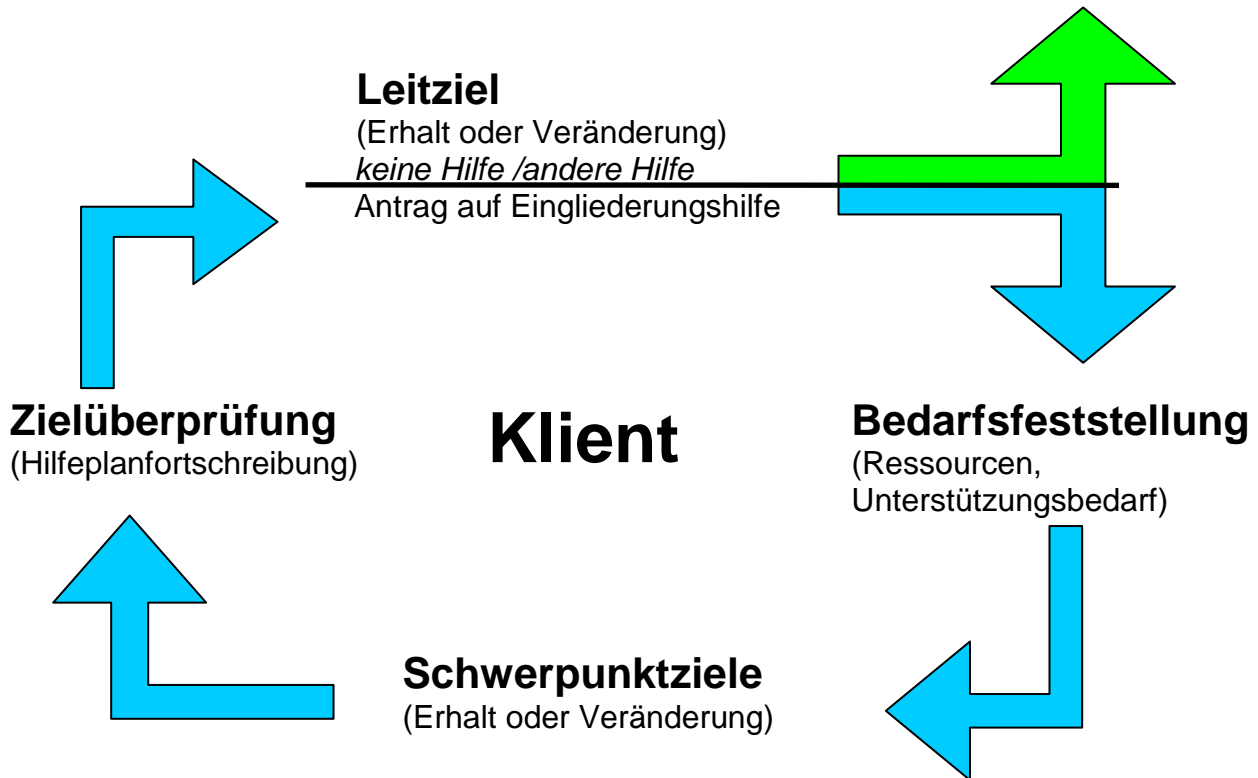 Leitziel
(Erhalt oder Veränderung)
keine Hilfe /andere Hilfe
Antrag auf Eingliederungshilfe
Zielüberprüfung
(Hilfeplanfortschreibung)
Klient
Bedarfsfeststellung
(Ressourcen,
Unterstützungsbedarf)
Schwerpunktziele
(Erhalt oder Veränderung)